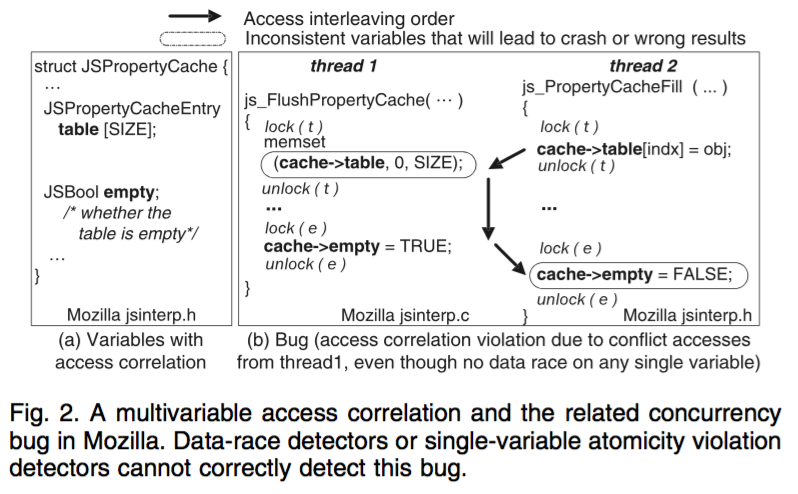 Access interleaving order
Inconsistent variables that will lead to crash or wrong results
struct JSPropertyCache {
...
JSPropertyCacheEntry
table [SIZE];
JSBool empty;
/* whether the
table is empty*/
...
}
Mozilla jsinterp.h
(a) Variables with
access correlation
thread 1
js_FlushPropertyCache( ... )
{ lock ( t )
memset
(cache->table, 0, SIZE);
unlock ( t )
...
lock ( e )
cache->empty = TRUE;
unlock ( e )
}
Mozilla jsinterp.c
thread 2
js_PropertyCacheFill ( ... )
{
lock ( t )
cache->table[indx] = obj;
unlock ( t )
...
lock ( e )
cache->empty = FALSE;
unlock ( e )
}
Mozilla jsinterp.h
(b) Bug (access correlation violation due to conflict accesses
from thread1, even though no data race on any single variable)
Fig. 2. A multivariable access correlation and the related concurrency
bug in Mozilla. Data-race detectors or single-variable atomicity violation
detectors cannot correctly detect this bug.